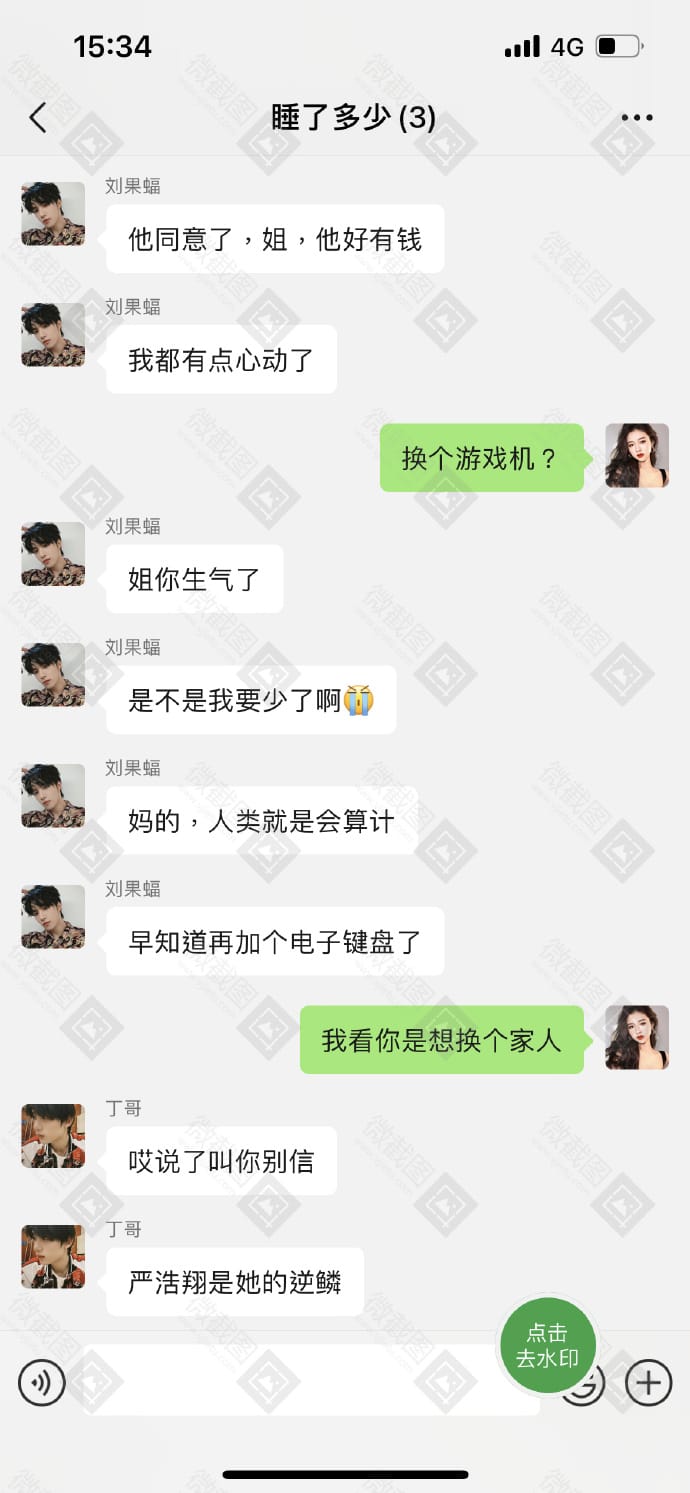 15:34
4G
睡了多少(3)
刘果蝠
他同意了，姐，他好有钱
刘果蝠
我都有点心动了
换个游戏机？
刘果蝠
姐你生气了
刘果蝠
是不是我要少了啊😭
刘果蝠
妈的，人类就是会算计
刘果蝠
早知道再加个电子键盘了
我看你是想换个家人
丁哥
哎说了叫你别信
丁哥
严浩翔是她的逆鳞
点击
去水印
微截图